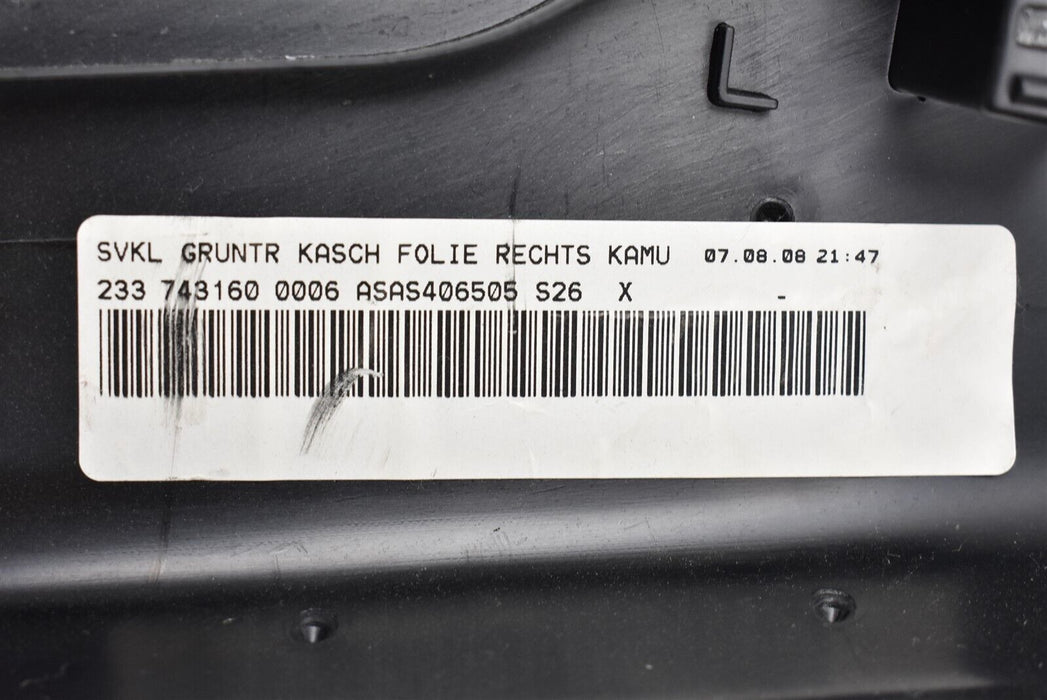 SVKL GRUNTR KASCH FOLIE RECHTS KAMU 07.08.08 21:47
233 743160 0006 ASAS406505 S26 X -
L